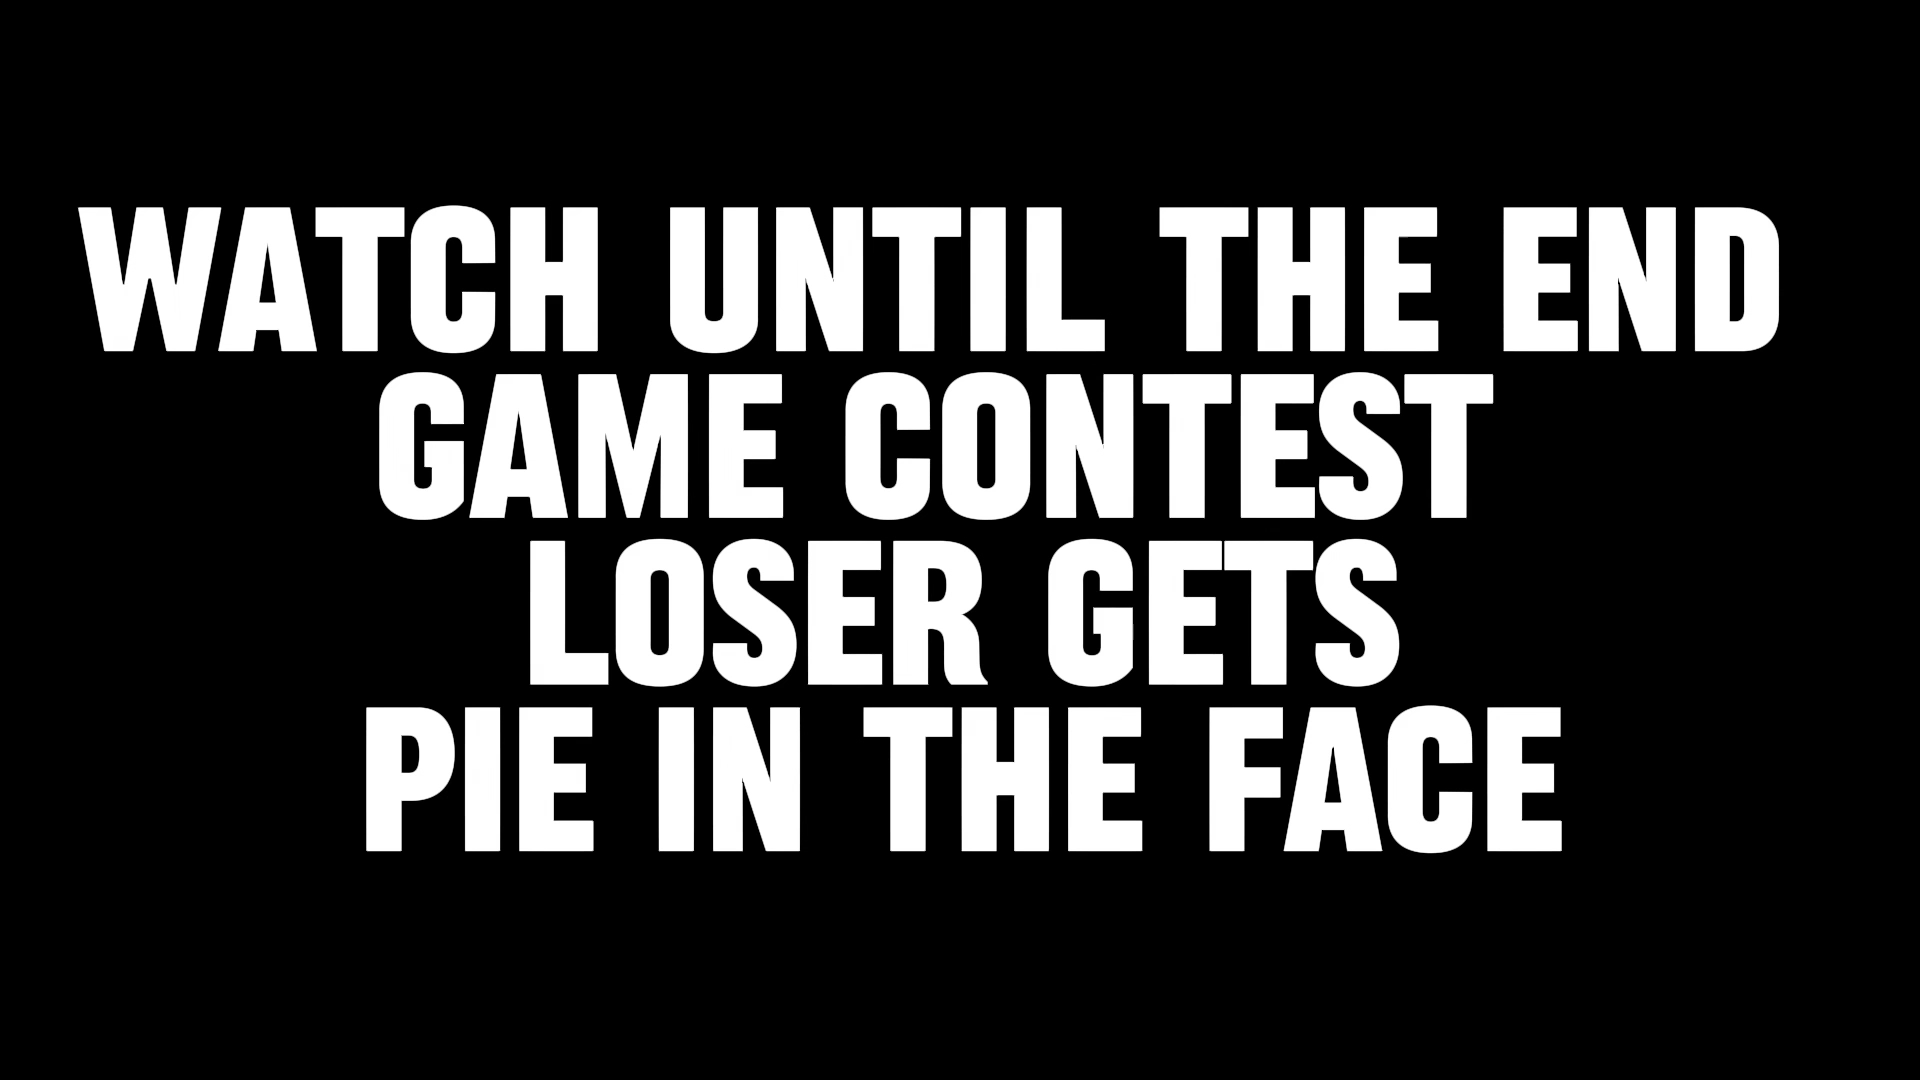 WATCH UNTIL THE END
GAME CONTEST
LOSER GETS
PIE IN THE FACE